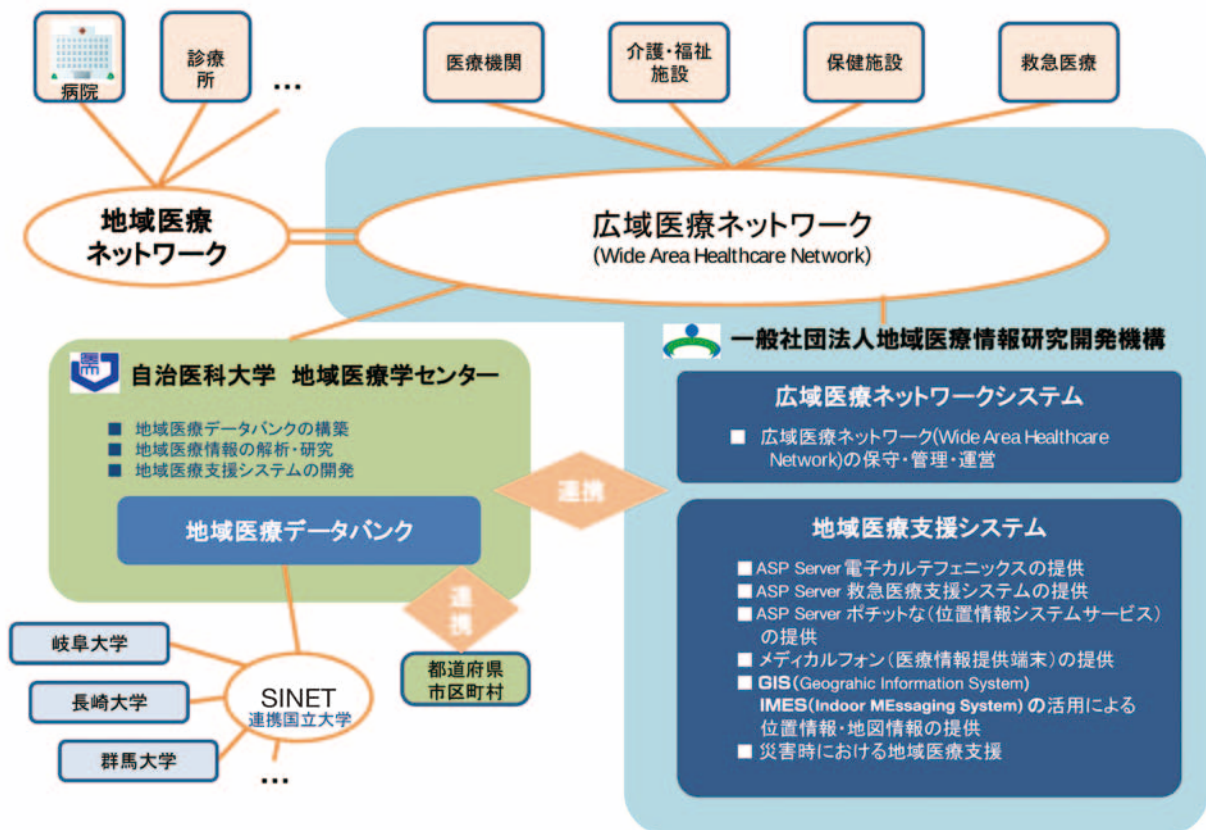 病院
診療
所
…
医療機関
介護・福祉
施設
保健施設
救急医療
地域医療
ネットワーク
広域医療ネットワーク
(Wide Area Healthcare Network)
自治医科大学 地域医療学センター
■ 地域医療データバンクの構築
■ 地域医療情報の解析・研究
■ 地域医療支援システムの開発
地域医療データバンク
連携
連
携
都道府県
市区町村
岐阜大学
長崎大学
群馬大学
SINET
連携国立大学
…
一般社団法人地域医療情報研究開発機構
広域医療ネットワークシステム
■ 広域医療ネットワーク(Wide Area Healthcare
Network)の保守・管理・運営
地域医療支援システム
■ ASP Server 電子カルテフェニックスの提供
■ ASP Server 救急医療支援システムの提供
■ ASP Server ポチットな(位置情報システムサービス)
の提供
■ メディカルフォン(医療情報提供端末)の提供
■ GIS(Geograhic Information System)
IMES(Indoor MEssaging System) の活用による
位置情報・地図情報の提供
■ 災害時における地域医療支援